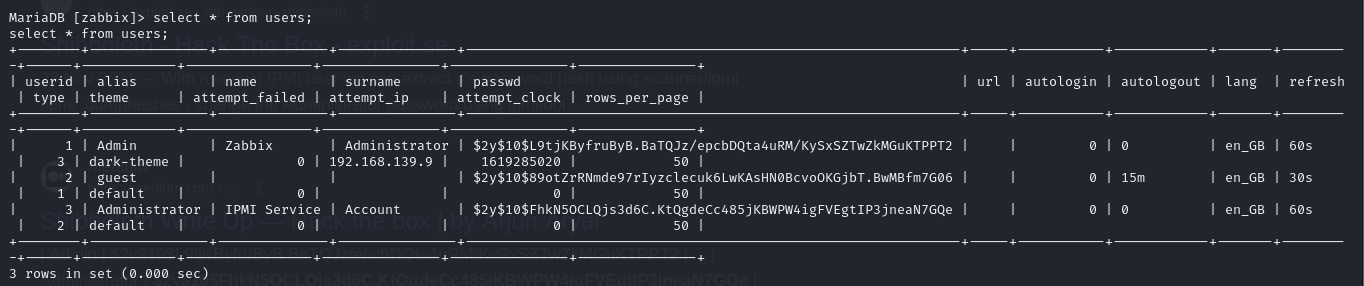 MariaDB [zabbix]> select * from users;
select * from users;
| userid | alias | name | surname | passwd | url | autologin | autologout | lang | refresh
| type | theme | attempt_failed | attempt_ip | attempt_clock | rows_per_page |
| 1 | Admin | Zabbix | Administrator | $2y$10$L9tjKByfruByB.BaTQJz/epcbDQta4uRM/KySxSZTwZkMGuKTPPT2 | | 0 | 0 | en_GB | 60s
| 3 | dark-theme | 0 | 192.168.139.9 | 1619285020 | 50 |
| 2 | guest | | | $2y$10$89otZrRNmde97rIyzclecuk6LwKAsHN0BcvoOKGjbT.BwMBfm7G06 | | 0 | 15m | en_GB | 30s
| 1 | default | 0 | | 0 | 50 |
| 3 | Administrator | IPMI Service | Account | $2y$10$FhkN5OCLQjs3d6C.KtQgdeCc485jKBWPW4igFVEgtIP3jneaN7GQe | | 0 | 0 | en_GB | 60s
| 2 | default | 0 | | 0 | 50 |
3 rows in set (0.000 sec)